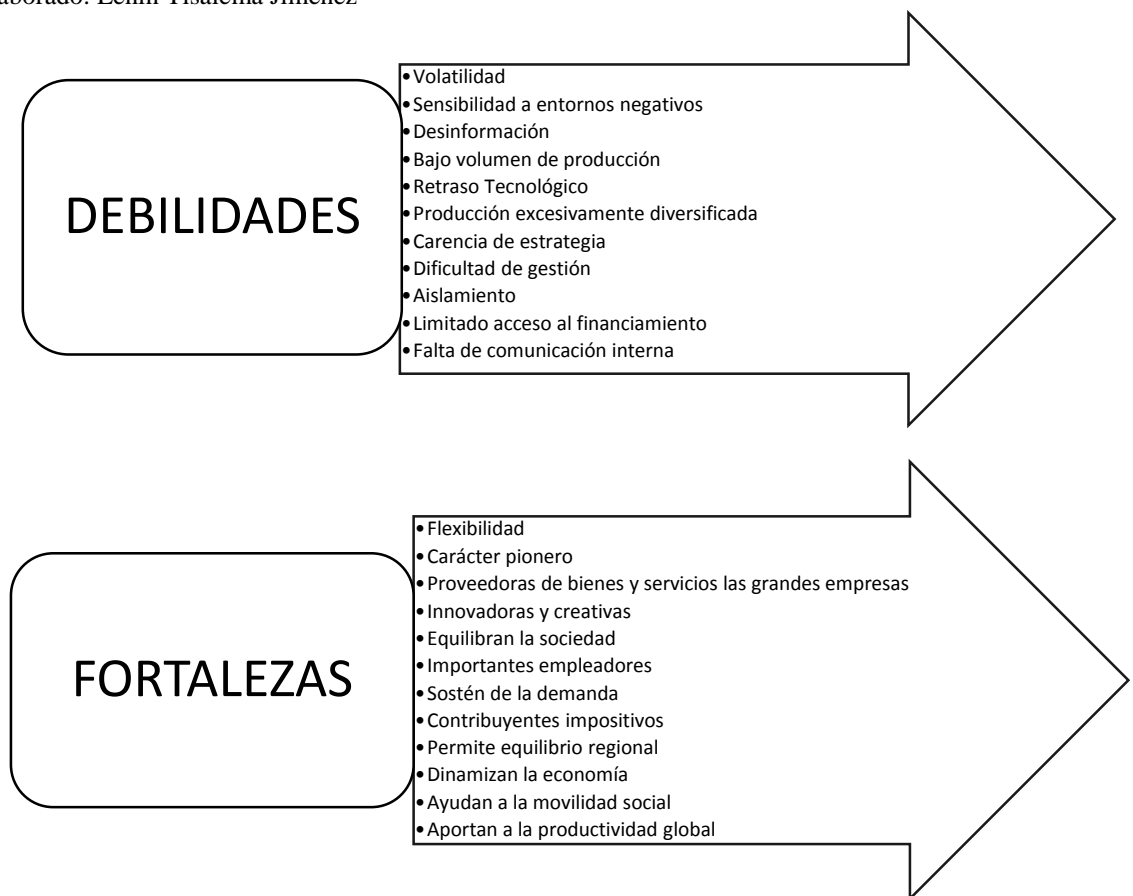 Lenin Tisalema Jiménez
DEBILIDADES
•Volatilidad
•Sensibilidad a entornos negativos
•Desinformación
•Bajo volumen de producción
•Retraso Tecnológico
•Producción excesivamente diversificada
•Carencia de estrategia
•Dificultad de gestión
•Aislamiento
•Limitado acceso al financiamiento
•Falta de comunicación interna
FORTALEZAS
•Flexibilidad
•Carácter pionero
•Proveedoras de bienes y servicios las grandes empresas
•Innovadoras y creativas
•Equilibran la sociedad
•Importantes empleadores
•Sostén de la demanda
•Contribuyentes impositivos
•Permite equilibrio regional
•Dinamizan la economía
•Ayudan a la movilidad social
•Aportan a la productividad global